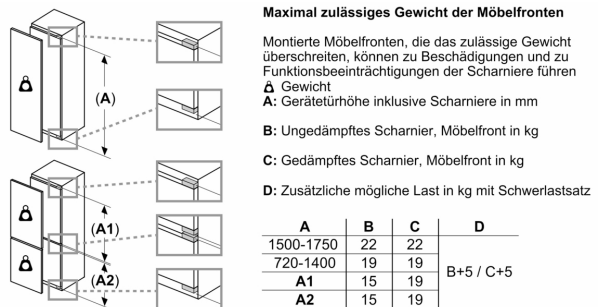 Maximal zulässiges Gewicht der Möbelfronten
Montierte Möbelfronten, die das zulässige Gewicht
überschreiten, können zu Beschädigungen und zu
Funktionsbeeinträchtigungen der Scharniere führen
Gewicht
A: Gerätetürhöhe inklusive Scharniere in mm
B: Ungedämpftes Scharnier, Möbelfront in kg
C: Gedämpftes Scharnier, Möbelfront in kg
D: Zusätzliche mögliche Last in kg mit Schwerlastsatz
(A)
(A1)
(A2)
A B C D
1500-1750 22 22
720-1400 19 19
B+5 / C+5
A1 15 19
A2 15 19